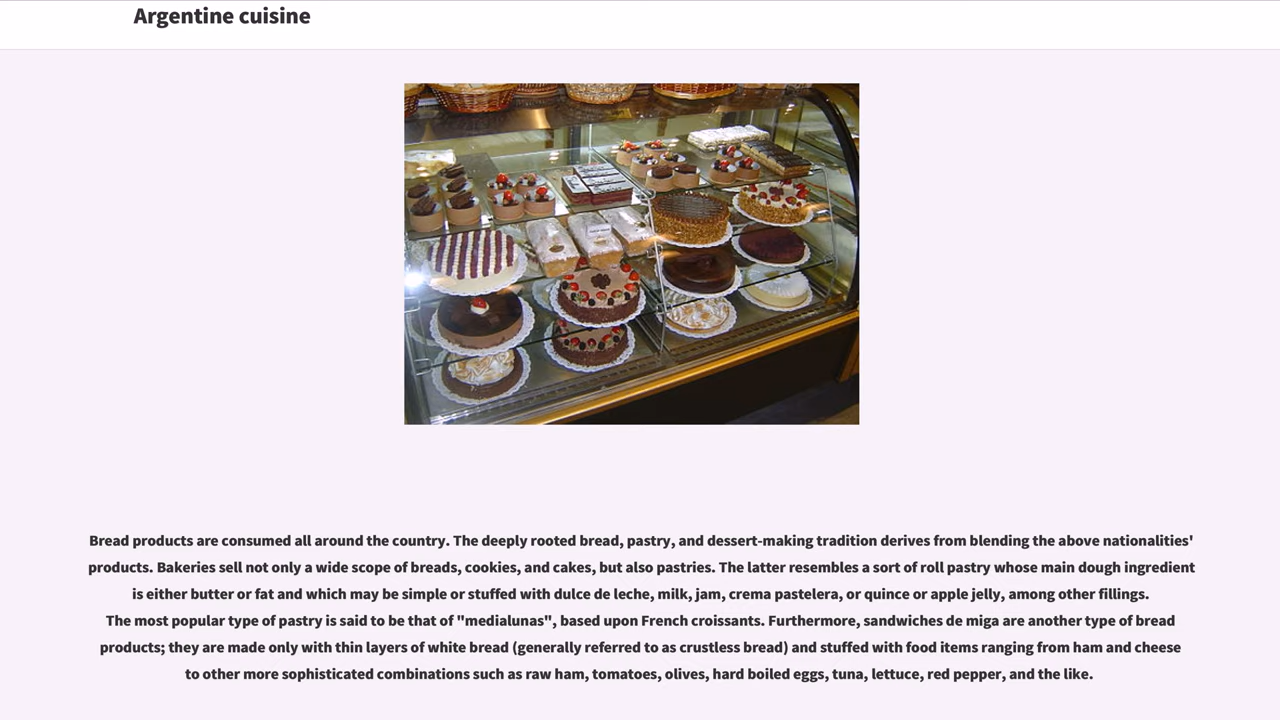 Argentine cuisine
Bread products are consumed all around the country. The deeply rooted bread, pastry, and dessert-making tradition derives from blending the above nationalities'
products. Bakeries sell not only a wide scope of breads, cookies, and cakes, but also pastries. The latter resembles a sort of roll pastry whose main dough ingredient
is either butter or fat and which may be simple or stuffed with dulce de leche, milk, jam, crema pastelera, or quince or apple jelly, among other fillings.
The most popular type of pastry is said to be that of "medialunas", based upon French croissants. Furthermore, sandwiches de miga are another type of bread
products; they are made only with thin layers of white bread (generally referred to as crustless bread) and stuffed with food items ranging from ham and cheese
to other more sophisticated combinations such as raw ham, tomatoes, olives, hard boiled eggs, tuna, lettuce, red pepper, and the like.